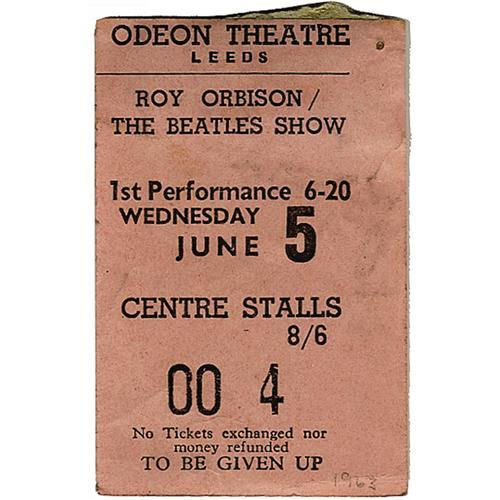 ODEON THEATRE
LEEDS
ROY ORBISON /
THE BEATLES SHOW
1st Performance 6-20
WEDNESDAY
JUNE 5
CENTRE STALLS
8/6
OO 4
No Tickets exchanged nor
money refunded
TO BE GIVEN UP
1963